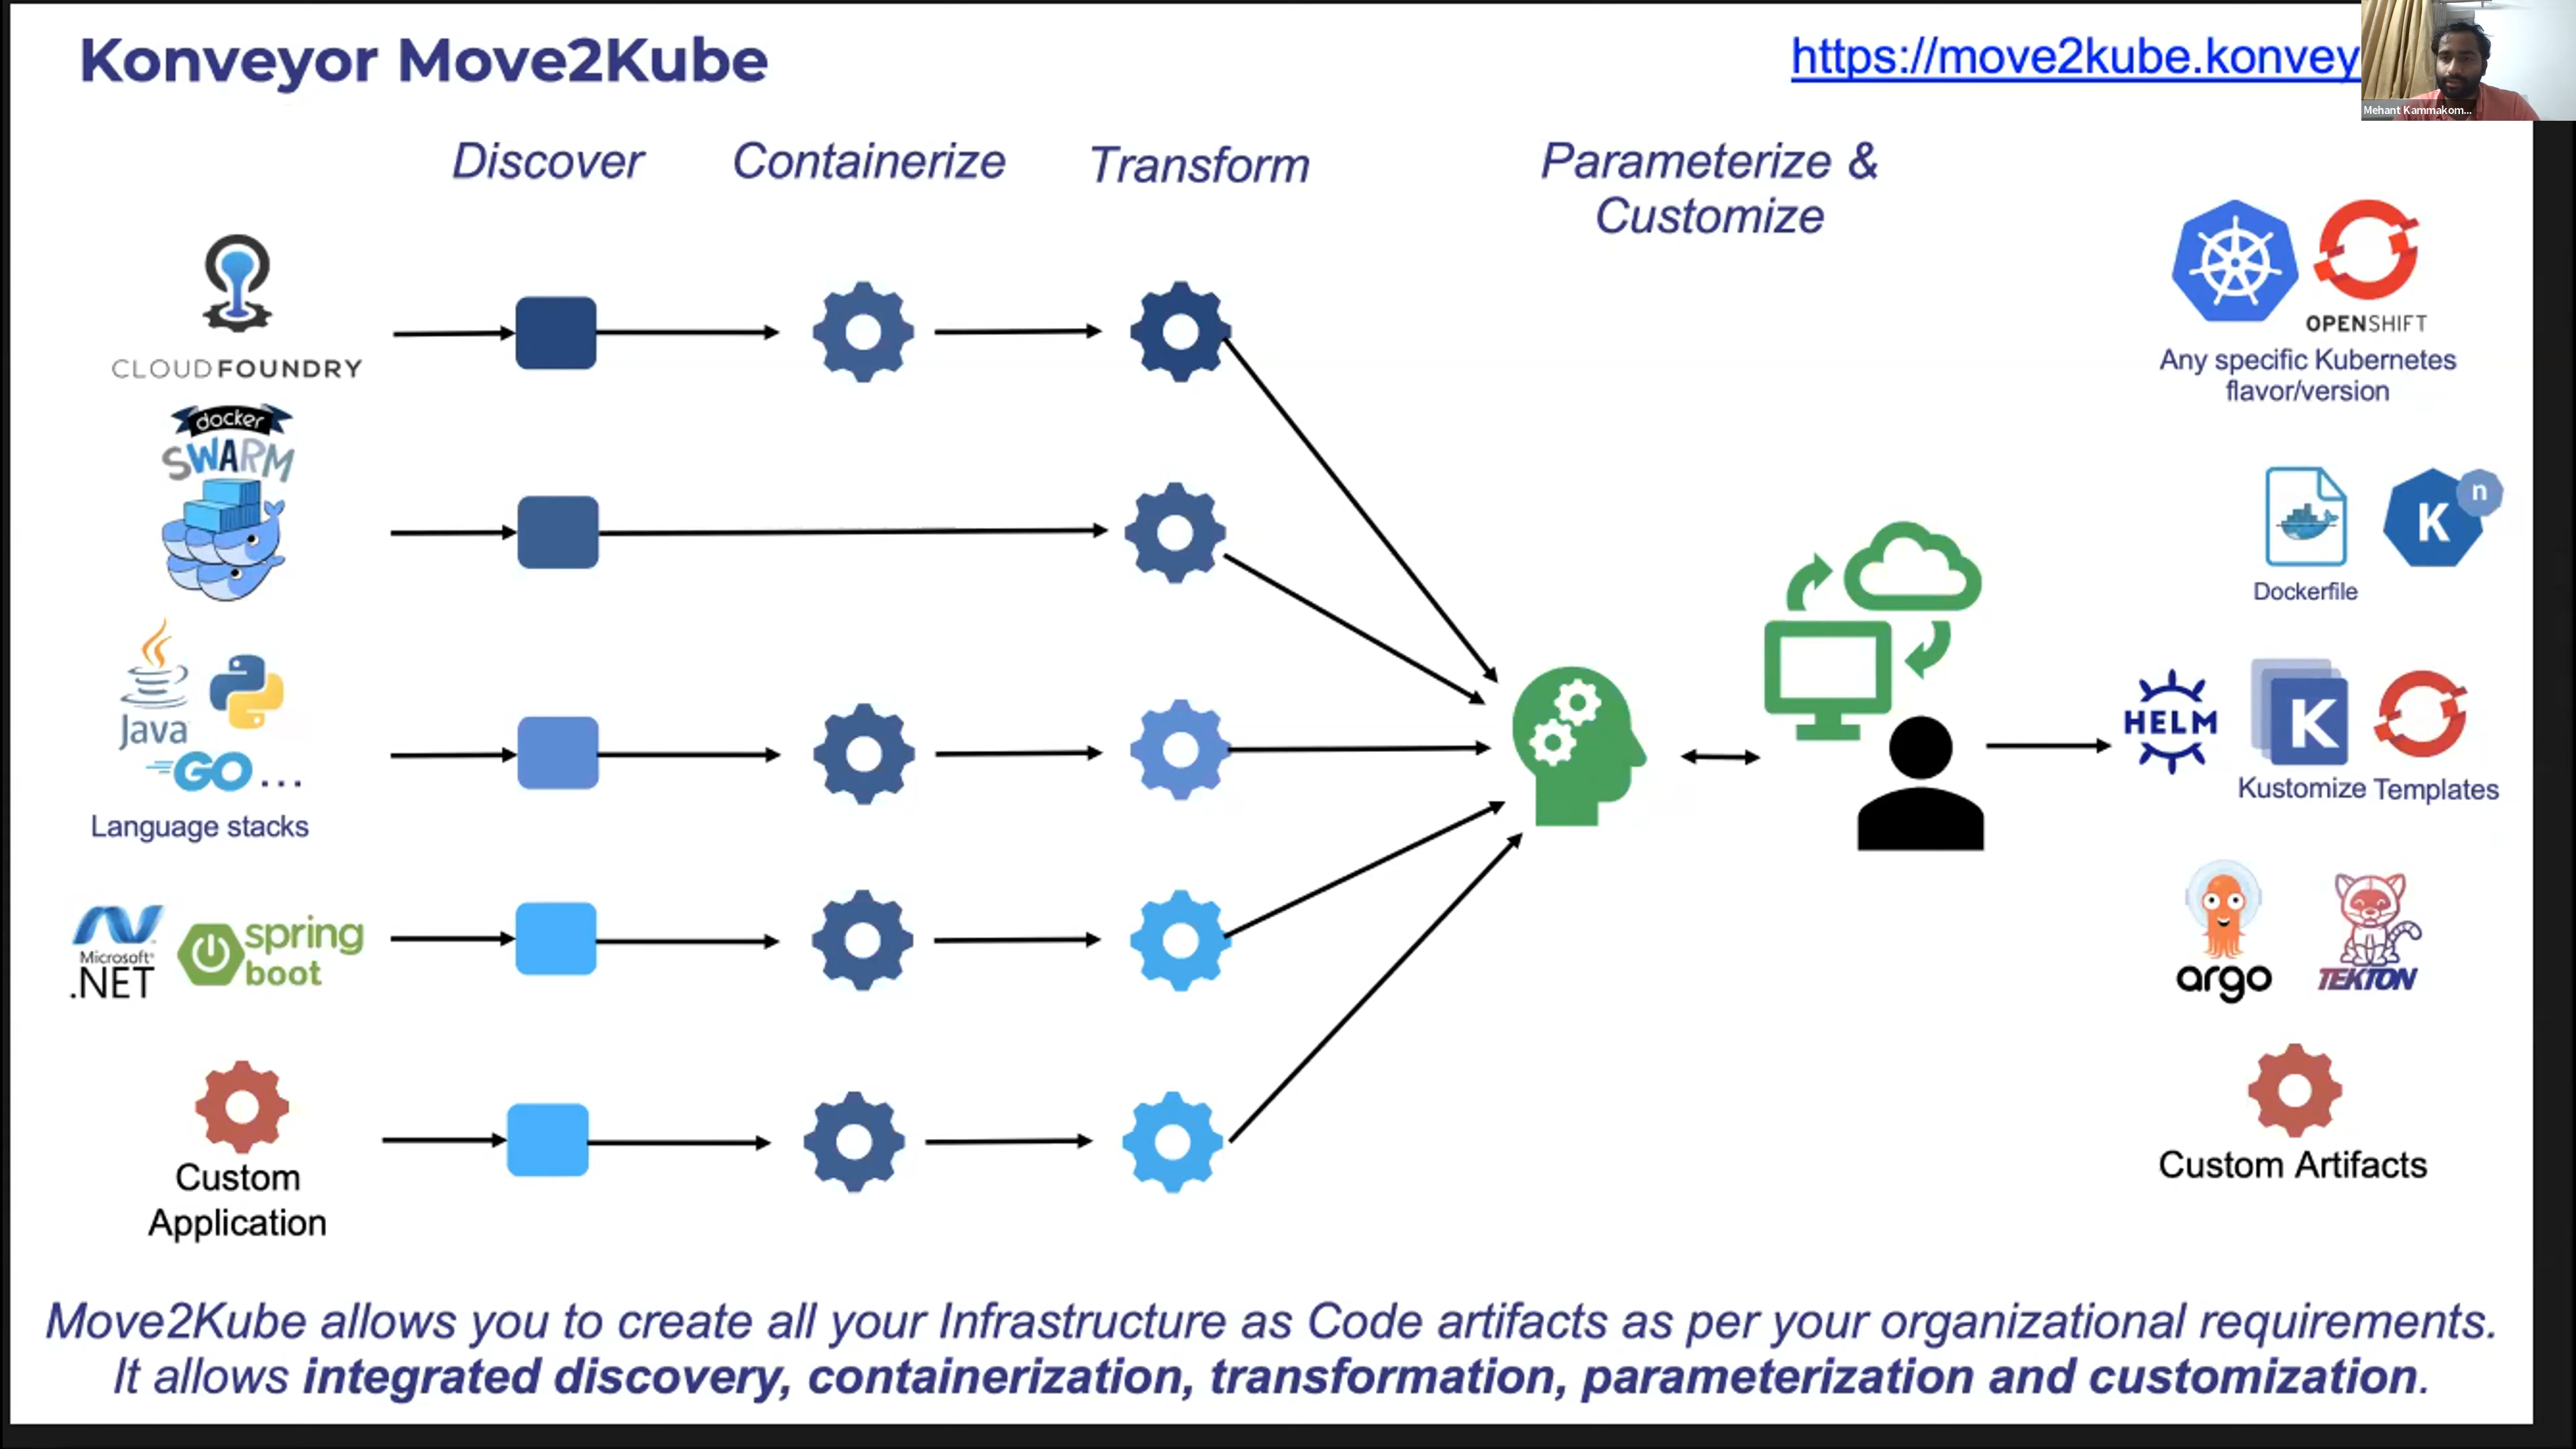 Konveyor Move2Kube
https://move2kube.konvey
Mehant Kammakom...
Discover
Containerize
Transform
Parameterize &
Customize
CLOUDFOUNDRY
docker
SWARM
Java
GO...
Language stacks
Microsoft
.NET
spring
boot
Custom
Application
OPENSHIFT
Any specific Kubernetes
flavor/version
n
K
Dockerfile
HELM
K
Kustomize Templates
argo
TEKTON
Custom Artifacts
Move2Kube allows you to create all your Infrastructure as Code artifacts as per your organizational requirements.
It allows integrated discovery, containerization, transformation, parameterization and customization.